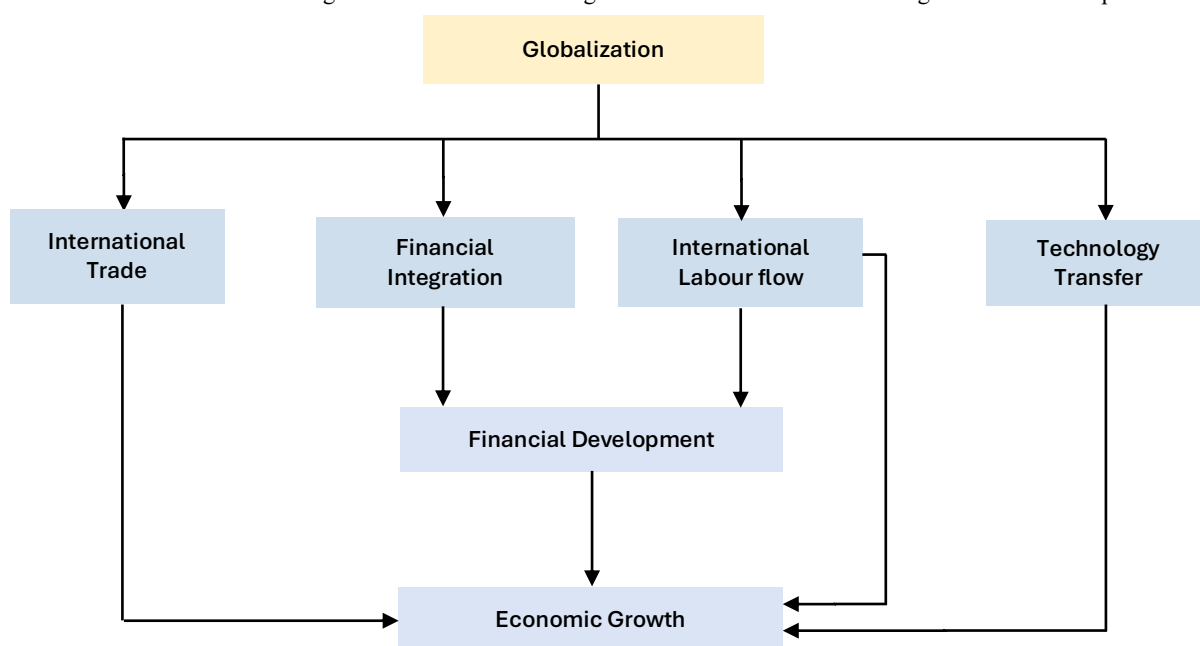 Globalization
International
Trade
Financial
Integration
International
Labour flow
Technology
Transfer
Financial Development
Economic Growth